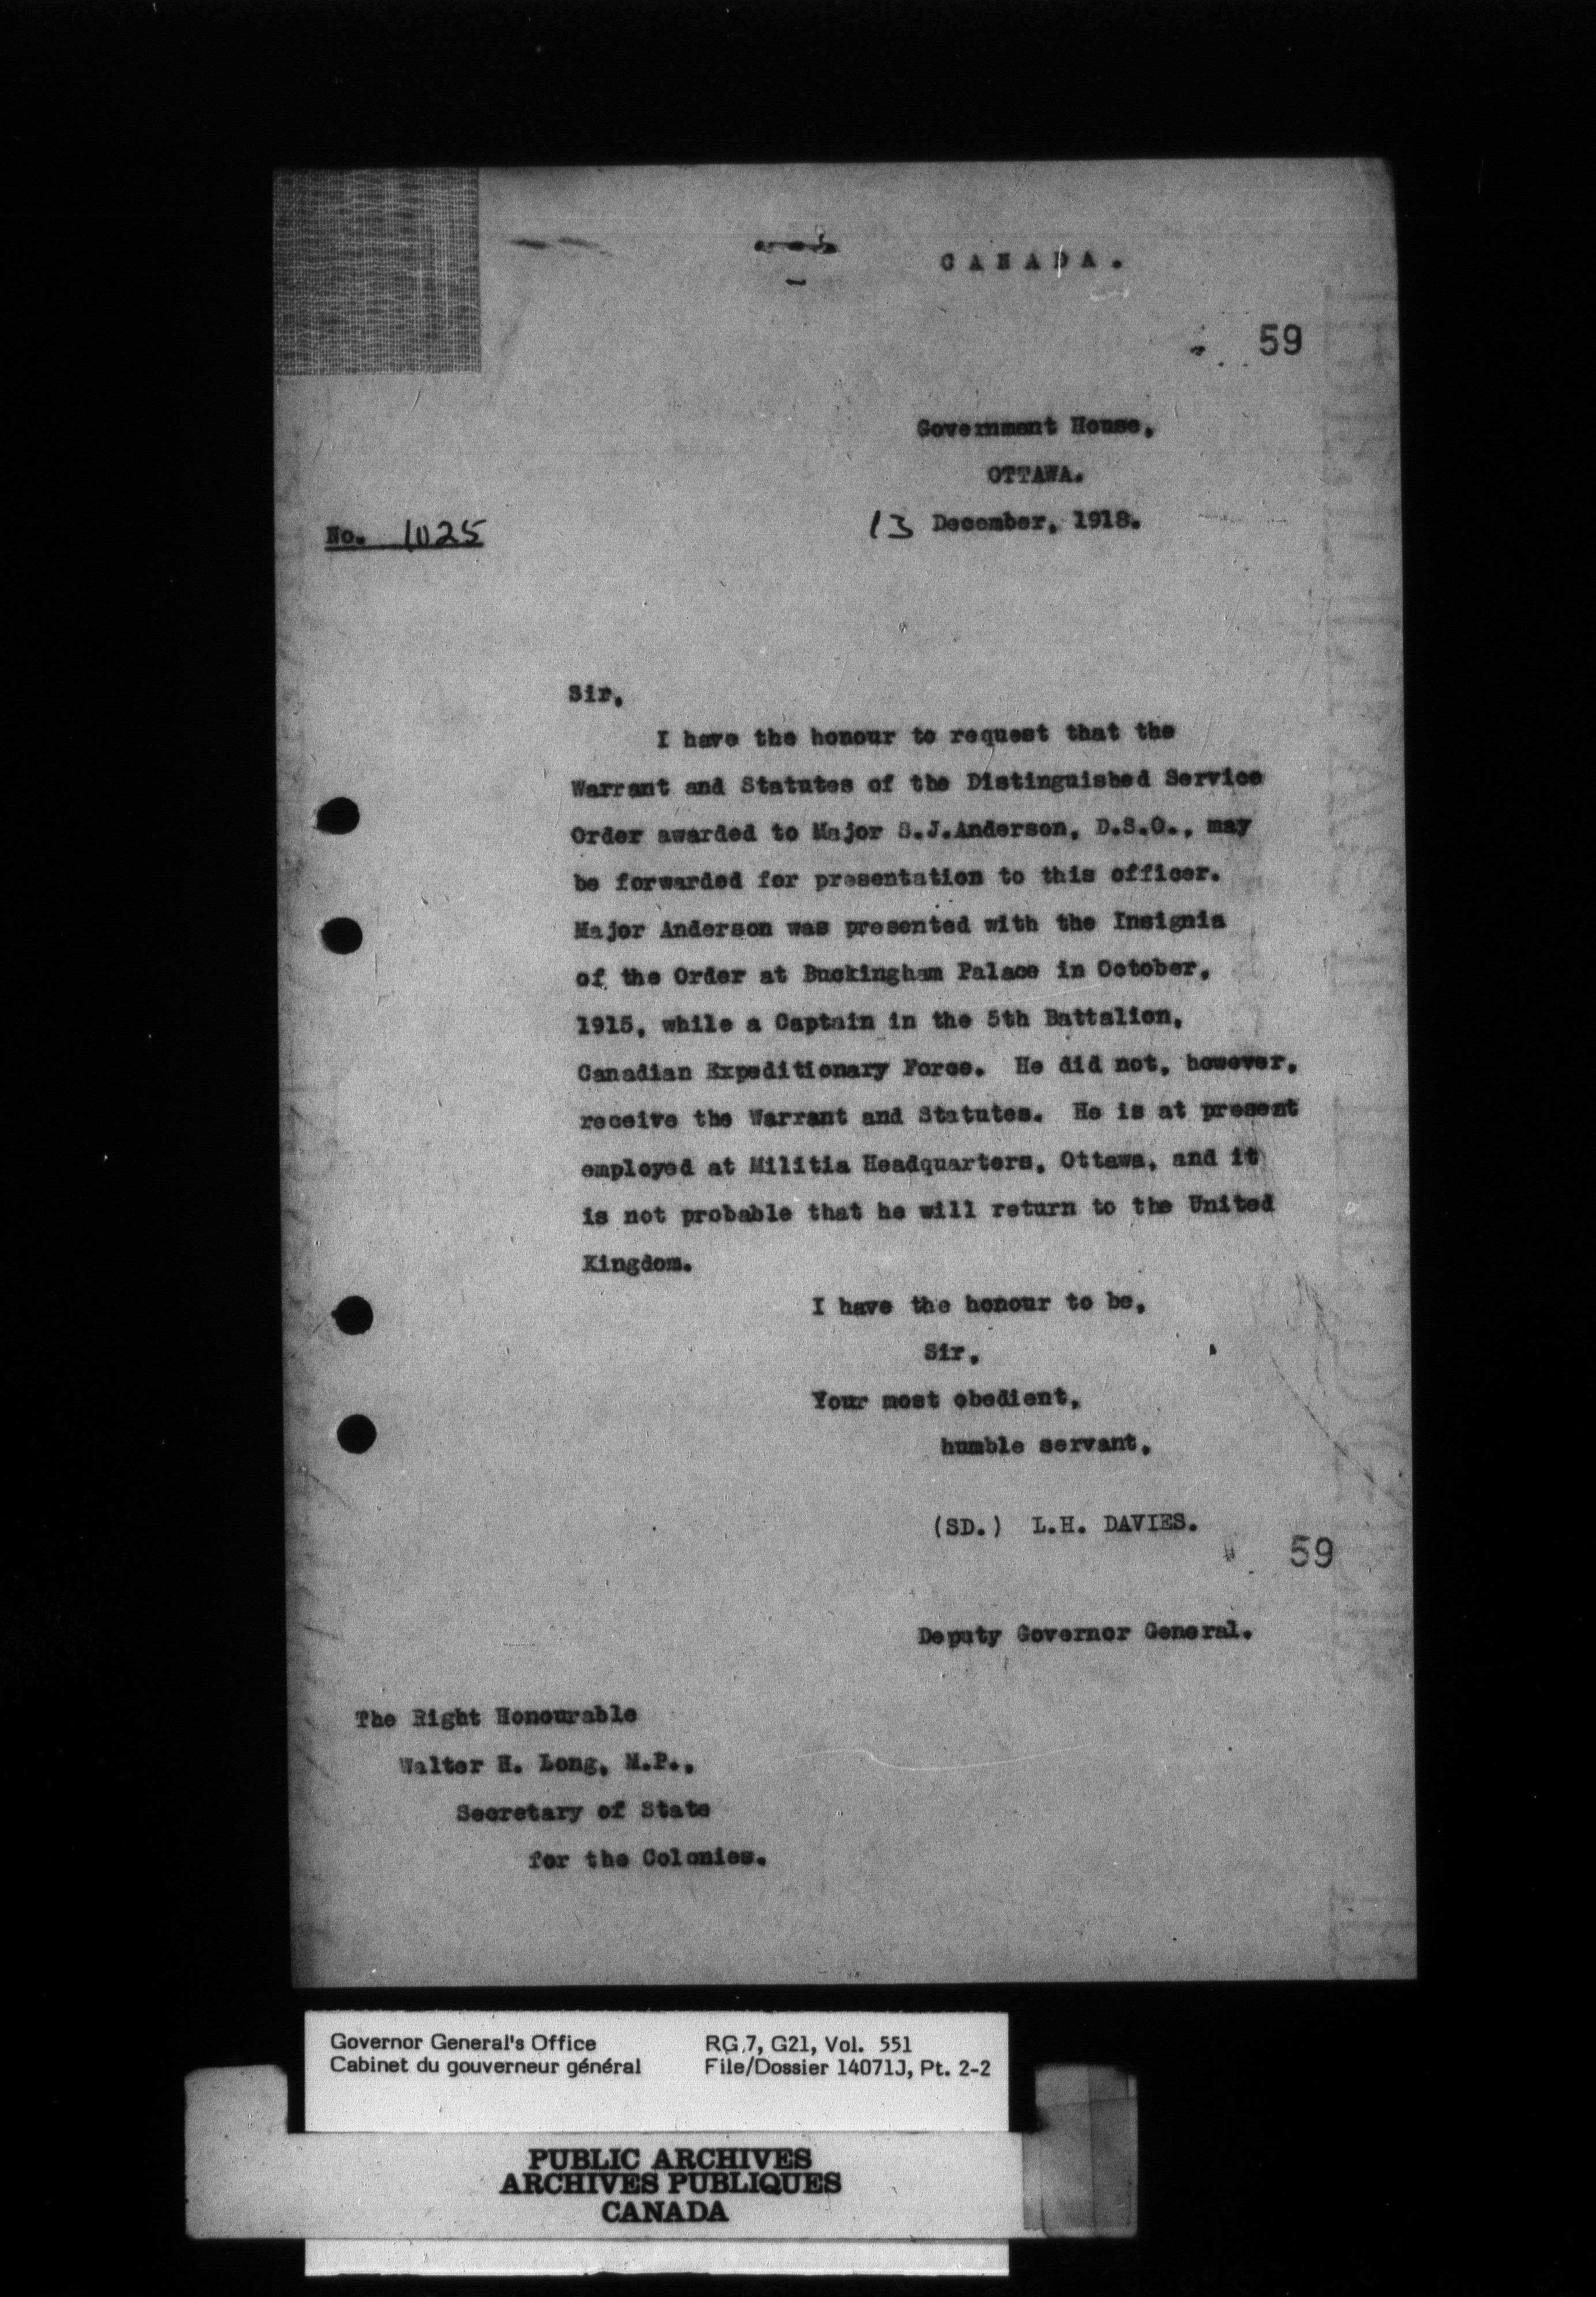 CANADA.
59
Government House,
OTTAWA.
13 December, 1918.
No. 1025
Sir,
I have the honour to request that the
Warrant and Statutes of the Distinguished Service
Order awarded to Major S.J.Anderson, D.S.O., may
be forwarded for presentation to this officer.
Major Anderson was presented with the Insignia
of the Order at Buckingham Palace in October,
1915, while a Captain in the 5th Battalion,
Canadian Expeditionary Force. He did not, however,
receive the Warrant and Statutes. He is at present
employed at Militia Headquarters, Ottawa, and it
is not probable that he will return to the United
Kingdom.
I have the honour to be,
Sir,
Your most obedient,
humble servant,
(SD.) L.H. DAVIES.
59
Deputy Governor General.
The Right Honourable
Walter H. Long, M.P.,
Secretary of State
for the Colonies.
Governor General's Office RG 7, G21, Vol. 551
Cabinet du gouverneur général File/Dossier 14071J, Pt. 2-2
PUBLIC ARCHIVES
ARCHIVES PUBLIQUES
CANADA